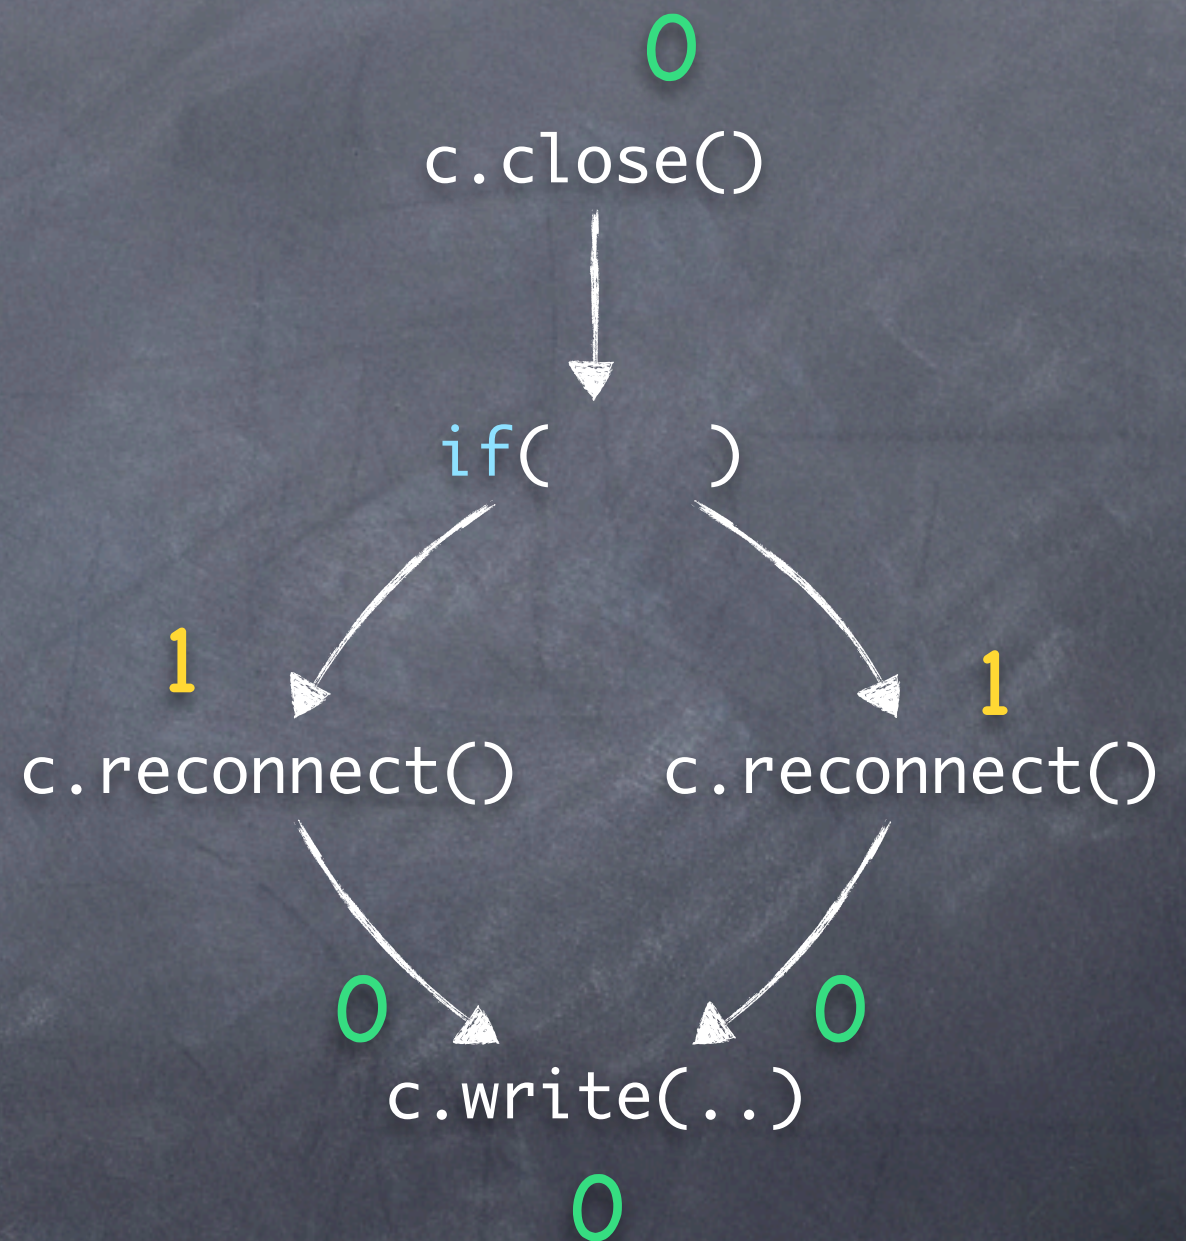 0
c.close()
if(    )
1
1
c.reconnect()
c.reconnect()
0
0
c.write(..)
0